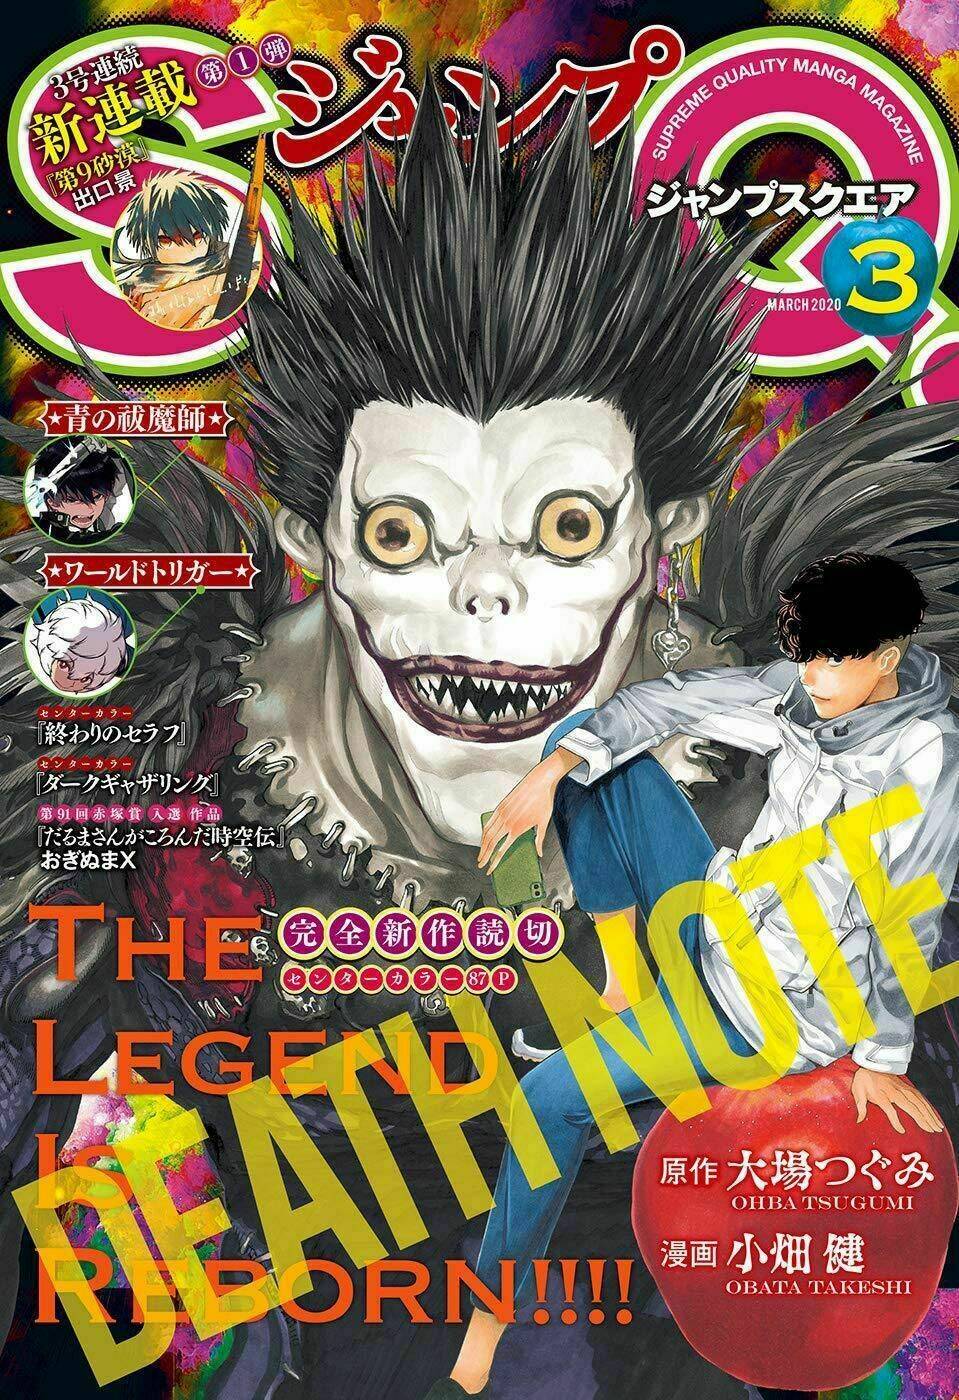 3号連続
新連載 第1弾
『第9砂漠』
出口景
S
ジャンプ
Q.
SUPREME QUALITY MANGA MAGAZINE
ジャンプスクエア
MARCH 2020
3
★青の祓魔師★
★ワールドトリガー★
センターカラー
『終わりのセラフ』
センターカラー
『ダークギャザリング』
第91回赤塚賞 入選 作品
『だるまさんがころんだ時空伝』
おぎぬまX
THE
完全新作読切
センターカラー87P
LEGEND
IS
REBORN!!!!
DEATH NOTE
原作 大場つぐみ
OHBA TSUGUMI
漫画 小畑 健
OBATA TAKESHI